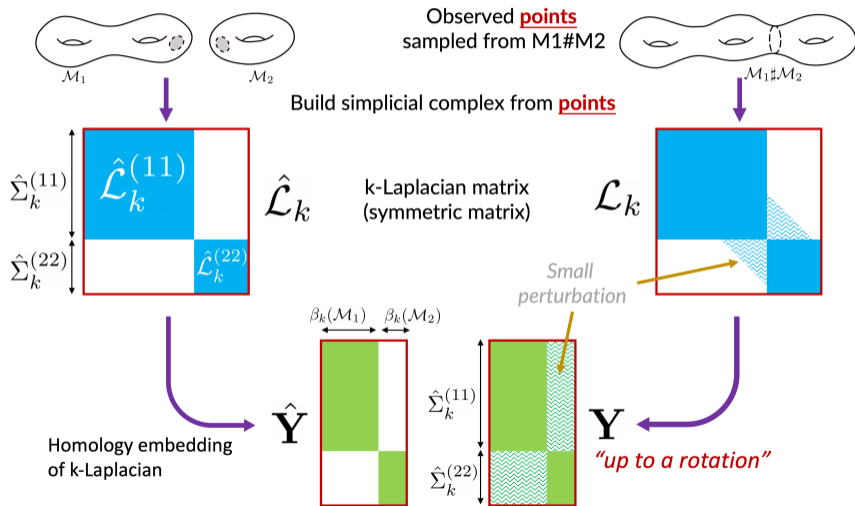 Observed points
sampled from M1#M2
ℳ₁
ℳ₂
ℳ₁♯ℳ₂
Build simplicial complex from points
Σ̂ₖ⁽¹¹⁾
ℒ̂ₖ⁽¹¹⁾
ℒ̂ₖ
k-Laplacian matrix
(symmetric matrix)
ℒₖ
Σ̂ₖ⁽²²⁾
ℒ̂ₖ⁽²²⁾
Small
perturbation
βₖ(ℳ₁)
βₖ(ℳ₂)
Σ̂ₖ⁽¹¹⁾
Ŷ
Y
Homology embedding
of k-Laplacian
Σ̂ₖ⁽²²⁾
“up to a rotation”